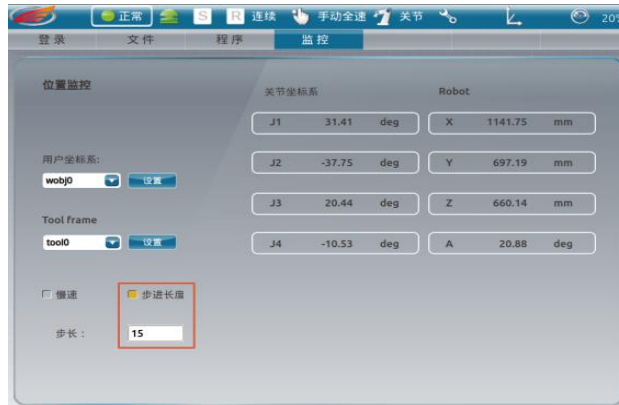 正常 S R 连续 手动全速 关节 20%
登录 文件 程序 监控
位置监控
关节坐标系 Robot
J1 31.41 deg X 1141.75 mm
用户坐标系:
J2 -37.75 deg Y 697.19 mm
wobj0 设置
J3 20.44 deg Z 660.14 mm
Tool frame
tool0 设置
J4 -10.53 deg A 20.88 deg
慢速 步进长度
步长: 15